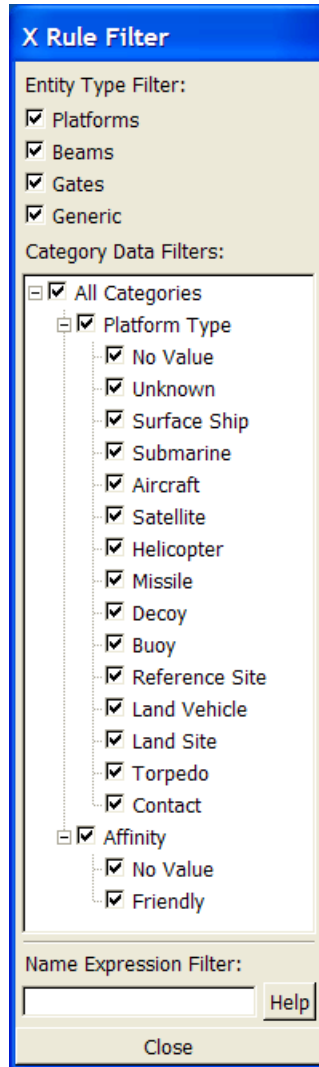 X Rule Filter
Entity Type Filter:
Platforms
Beams
Gates
Generic
Category Data Filters:
All Categories
Platform Type
No Value
Unknown
Surface Ship
Submarine
Aircraft
Satellite
Helicopter
Missile
Decoy
Buoy
Reference Site
Land Vehicle
Land Site
Torpedo
Contact
Affinity
No Value
Friendly
Name Expression Filter:
Help
Close